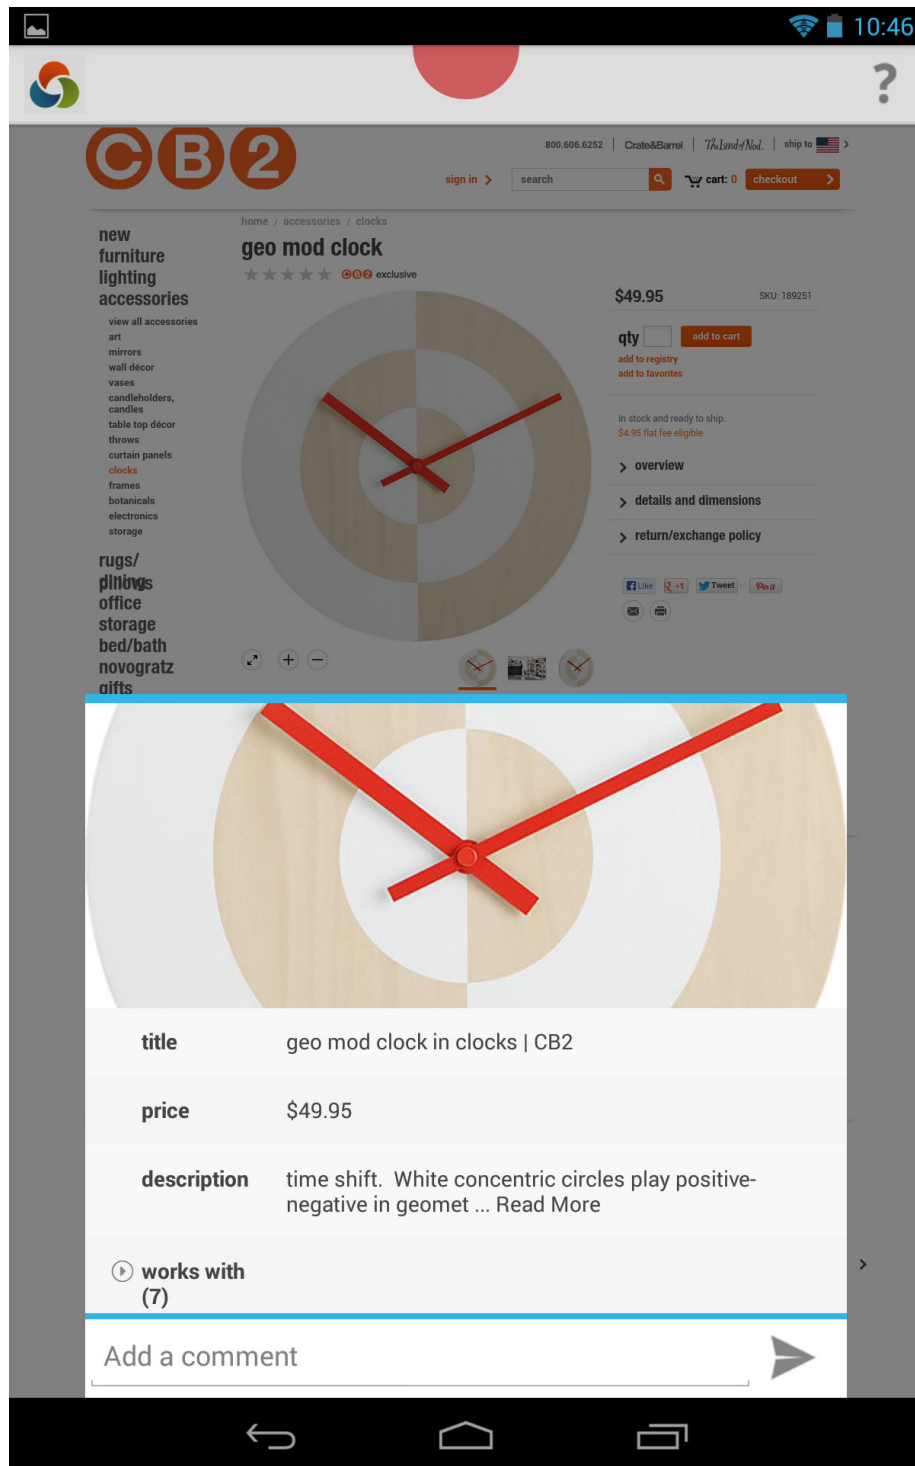 10:46
?
CB2
800.606.6252 Crate&Barrel The Land of Nod. ship to
sign in search cart: 0 checkout
home / accessories / clocks
geo mod clock
CB2 exclusive
new
furniture
lighting
accessories
view all accessories
art
mirrors
wall décor
vases
candleholders,
candles
table top décor
throws
curtain panels
clocks
frames
botanicals
electronics
storage
rugs/
pillows
dining
office
storage
bed/bath
novogratz
gifts
$49.95 SKU: 189251
qty add to cart
add to registry
add to favorites
In stock and ready to ship.
$4.95 flat fee eligible
overview
details and dimensions
return/exchange policy
Like +1 Tweet Pin it
title geo mod clock in clocks | CB2
price $49.95
description time shift. White concentric circles play positive-
negative in geomet ... Read More
works with
(7)
Add a comment